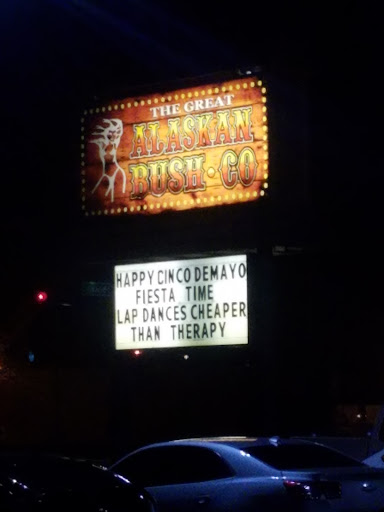 THE GREAT
ALASKAN
BUSH • CO
HAPPY CINCO DEMAYO
FIESTA TIME
LAP DANCES CHEAPER
THAN THERAPY